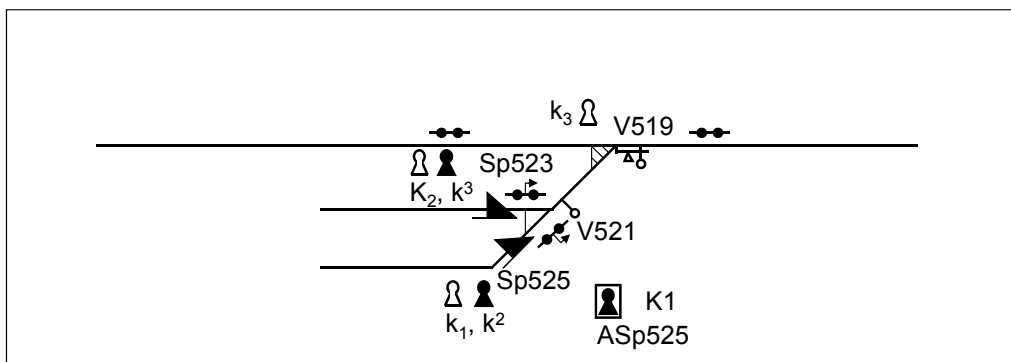 k₃
V519
Sp523
K₂, k³
V521
Sp525
k₁, k²
K1
ASp525